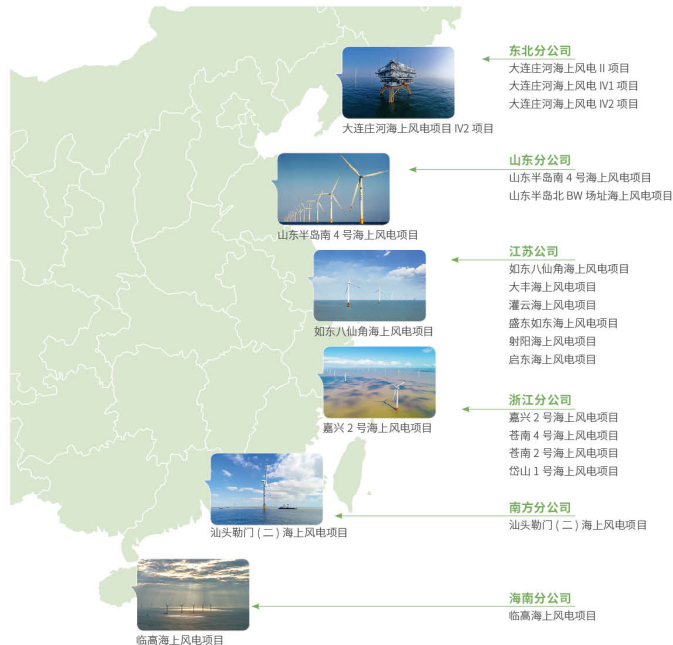 东北分公司
大连庄河海上风电 II 项目
大连庄河海上风电 IV1 项目
大连庄河海上风电 IV2 项目
大连庄河海上风电项目 IV2 项目
山东分公司
山东半岛南 4 号海上风电项目
山东半岛北 BW 场址海上风电项目
山东半岛南 4 号海上风电项目
江苏公司
如东八仙角海上风电项目
大丰海上风电项目
灌云海上风电项目
盛东如东海上风电项目
射阳海上风电项目
启东海上风电项目
如东八仙角海上风电项目
浙江分公司
嘉兴 2 号海上风电项目
苍南 4 号海上风电项目
苍南 2 号海上风电项目
岱山 1 号海上风电项目
嘉兴 2 号海上风电项目
南方分公司
汕头勒门 ( 二 ) 海上风电项目
汕头勒门 ( 二 ) 海上风电项目
海南分公司
临高海上风电项目
临高海上风电项目